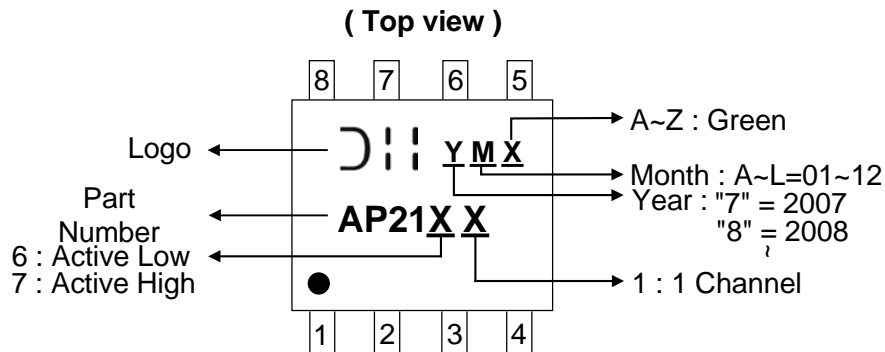 ( Top view )
8 7 6 5
Logo
Y M X
A~Z : Green
Month : A~L=01~12
Year : "7" = 2007
"8" = 2008
~
Part
Number
AP21X X
6 : Active Low
7 : Active High
1 : 1 Channel
1 2 3 4